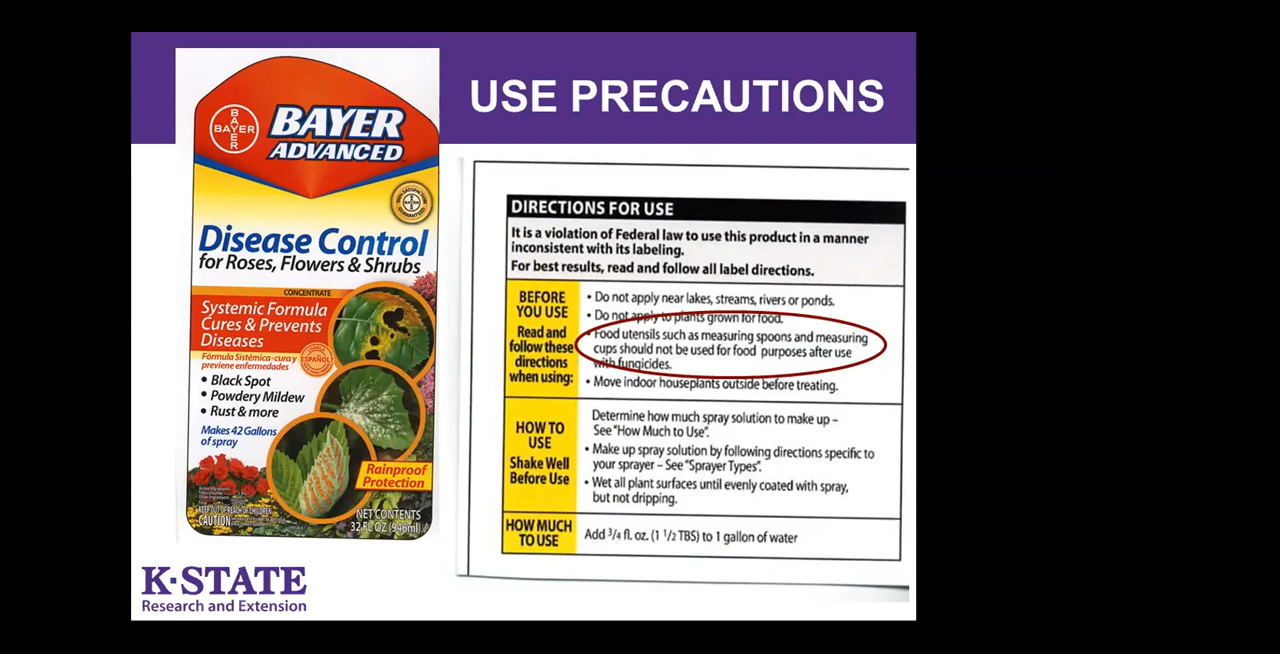 USE PRECAUTIONS
BAYER
BAYER
BAYER
ADVANCED
100% SATISFACTION
GUARANTEED
Disease Control
for Roses, Flowers & Shrubs
CONCENTRATE
Systemic Formula
Cures & Prevents
Diseases
Fórmula Sistémica-cura y
previene enfermedades
ESPAÑOL
• Black Spot
• Powdery Mildew
• Rust & more
Makes 42 Gallons
of spray
Rainproof
Protection
KEEP OUT OF REACH OF CHILDREN
CAUTION
NET CONTENTS
32 FL OZ (946ml)
DIRECTIONS FOR USE
It is a violation of Federal law to use this product in a manner
inconsistent with its labeling.
For best results, read and follow all label directions.
BEFORE
YOU USE
Read and
follow these
directions
when using:
• Do not apply near lakes, streams, rivers or ponds.
• Do not apply to plants grown for food.
• Food utensils such as measuring spoons and measuring
cups should not be used for food purposes after use
with fungicides.
• Move indoor houseplants outside before treating.
HOW TO
USE
Shake Well
Before Use
Determine how much spray solution to make up –
See "How Much to Use".
• Make up spray solution by following directions specific to
your sprayer – See "Sprayer Types".
• Wet all plant surfaces until evenly coated with spray,
but not dripping.
HOW MUCH
TO USE
Add 3/4 fl. oz. (1 1/2 TBS) to 1 gallon of water
K·STATE
Research and Extension